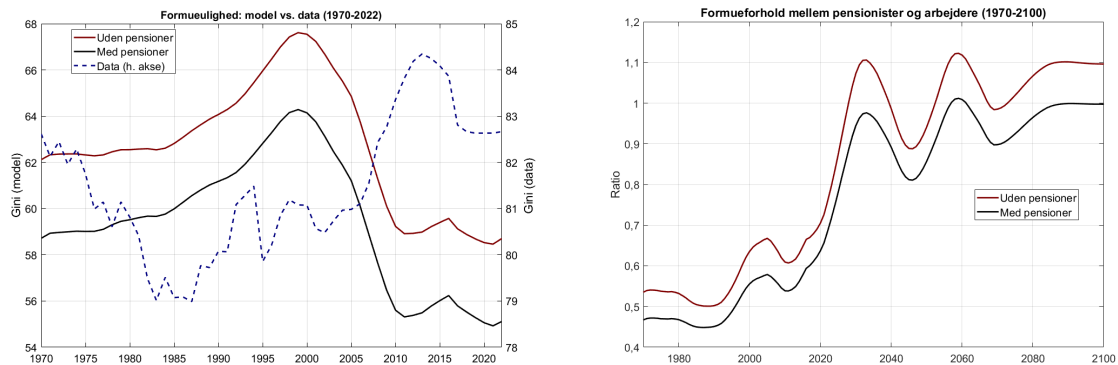 Formueulighed: model vs. data (1970-2022)
Uden pensioner
Med pensioner
Data (h. akse)
Gini (model)
68
66
64
62
60
58
56
54
Gini (data)
85
84
83
82
81
80
79
78
1970 1975 1980 1985 1990 1995 2000 2005 2010 2015 2020
Formueforhold mellem pensionister og arbejdere (1970-2100)
Ratio
1,2
1,1
1
0,9
0,8
0,7
0,6
0,5
0,4
Uden pensioner
Med pensioner
1980 2000 2020 2040 2060 2080 2100